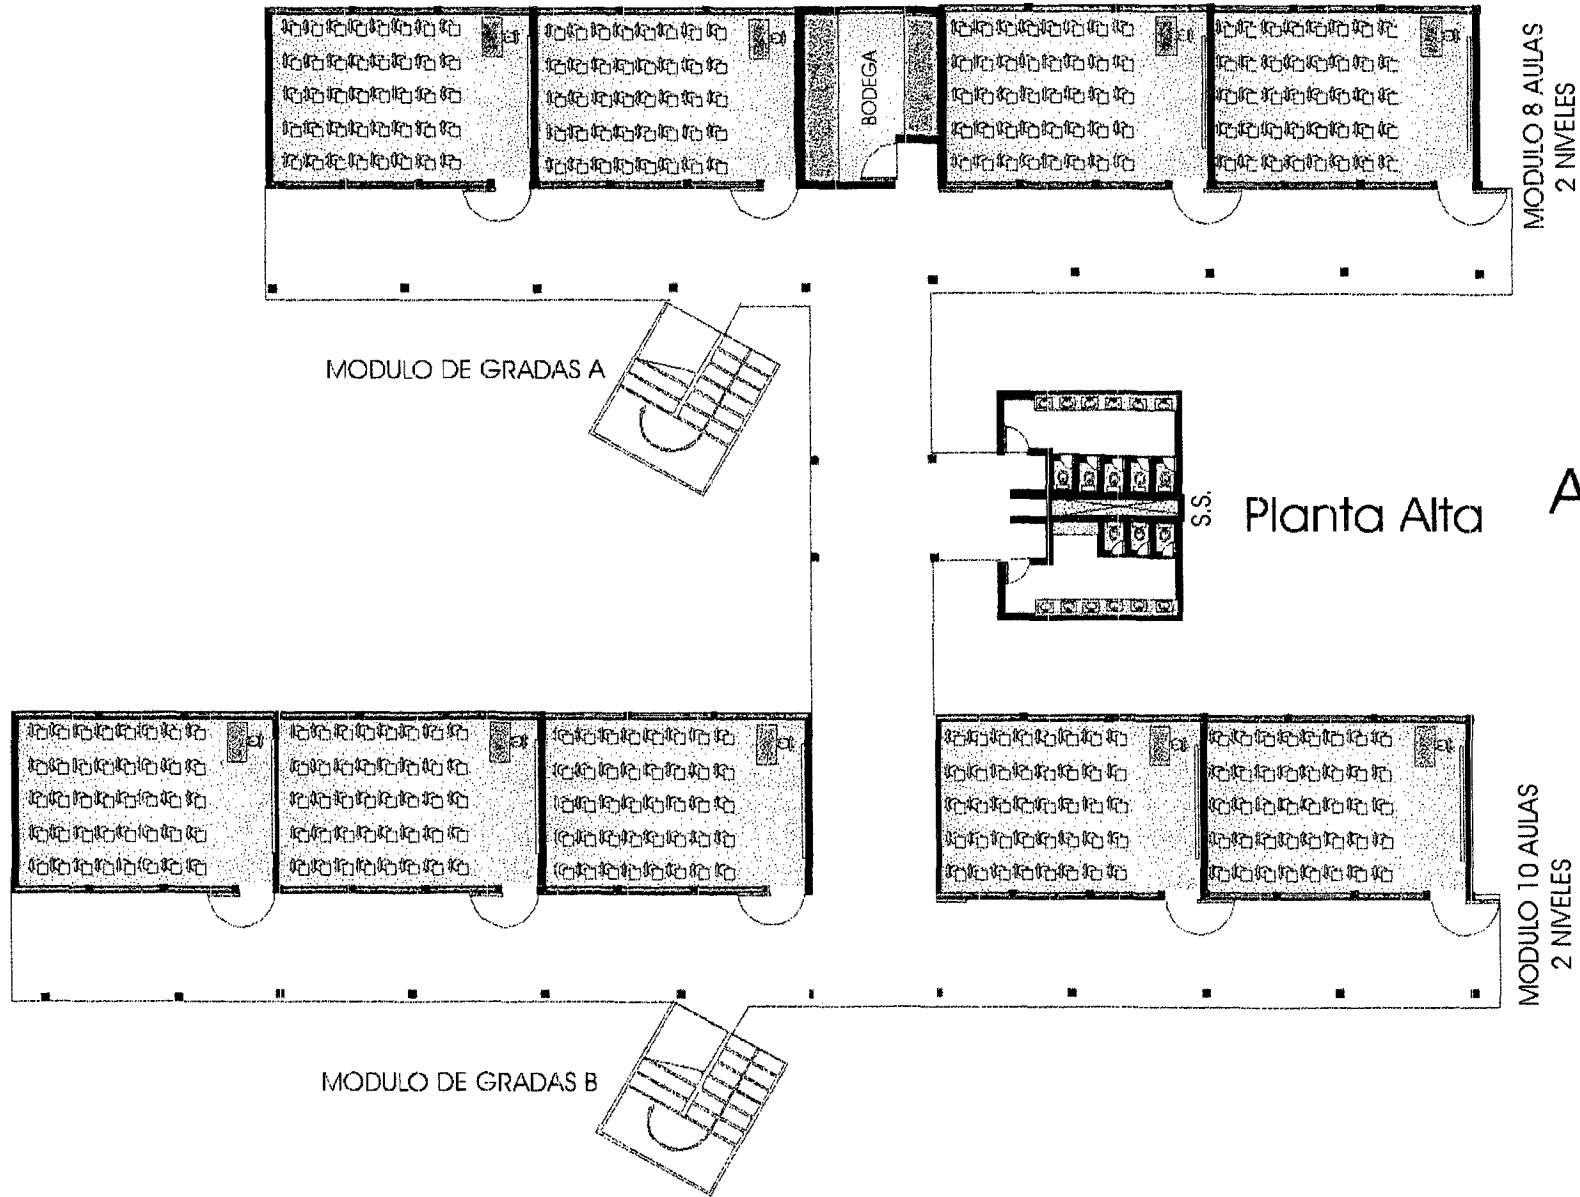 BODEGA
MODULO 8 AULAS
2 NIVELES
MODULO DE GRADAS A
S.S.
Planta Alta
A
MODULO 10 AULAS
2 NIVELES
MODULO DE GRADAS B